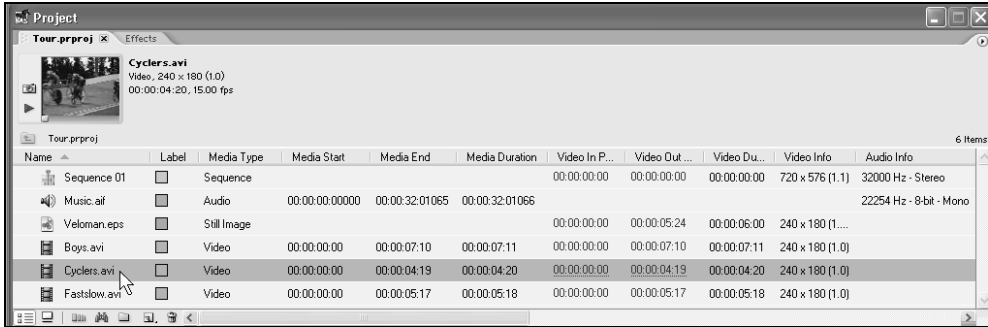 Project
Tour.prproj Effects
Cyclers.avi
Video, 240 x 180 (1.0)
00:00:04:20, 15.00 fps
Tour.prproj 6 Items
Name Label Media Type Media Start Media End Media Duration Video In P... Video Out ... Video Du... Video Info Audio Info
Sequence 01 Sequence 00:00:00:00 00:00:00:00 00:00:00:00 720 x 576 (1.1) 32000 Hz - Stereo
Music.aif Audio 00:00:00:00000 00:00:32:01065 00:00:32:01066 22254 Hz - 8-bit - Mono
Veloman.eps Still Image 00:00:00:00 00:00:05:24 00:00:06:00 240 x 180 (1....
Boys.avi Video 00:00:00:00 00:00:07:10 00:00:07:11 00:00:00:00 00:00:07:10 00:00:07:11 240 x 180 (1.0)
Cyclers.avi Video 00:00:00:00 00:00:04:19 00:00:04:20 00:00:00:00 00:00:04:19 00:00:04:20 240 x 180 (1.0)
Fastslow.avi Video 00:00:00:00 00:00:05:17 00:00:05:18 00:00:00:00 00:00:05:17 00:00:05:18 240 x 180 (1.0)